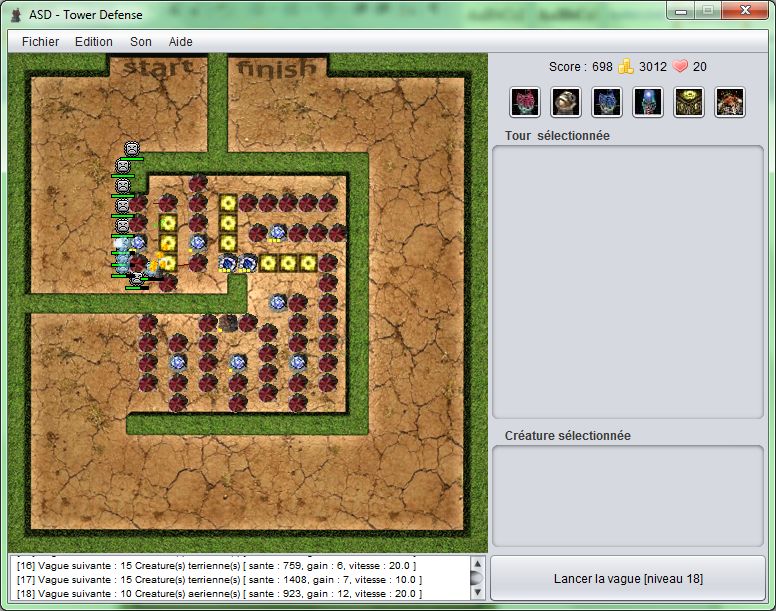 ASD - Tower Defense
Fichier Edition Son Aide
start finish
Score : 698 3012 20
Tour sélectionnée
Créature sélectionnée
[16] Vague suivante : 15 Creature(s) terrienne(s) [ sante : 759, gain : 6, vitesse : 20.0 ]
[17] Vague suivante : 15 Creature(s) terrienne(s) [ sante : 1408, gain : 7, vitesse : 10.0 ]
[18] Vague suivante : 10 Creature(s) aerienne(s) [ sante : 923, gain : 12, vitesse : 20.0 ]
Lancer la vague [niveau 18]